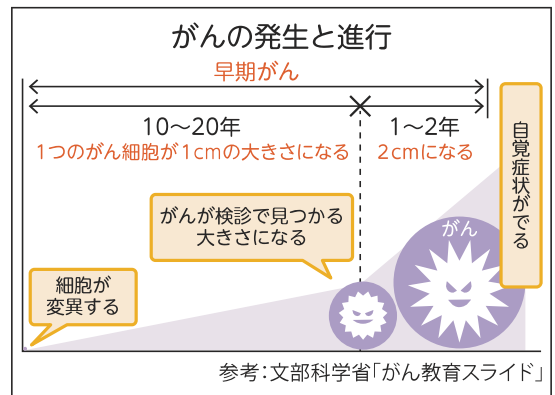 がんの発生と進行
早期がん
10〜20年
1つのがん細胞が1cmの大きさになる
1〜2年
2cmになる
自覚症状がでる
がんが検診で見つかる
大きさになる
がん
細胞が
変異する
参考：文部科学省「がん教育スライド」